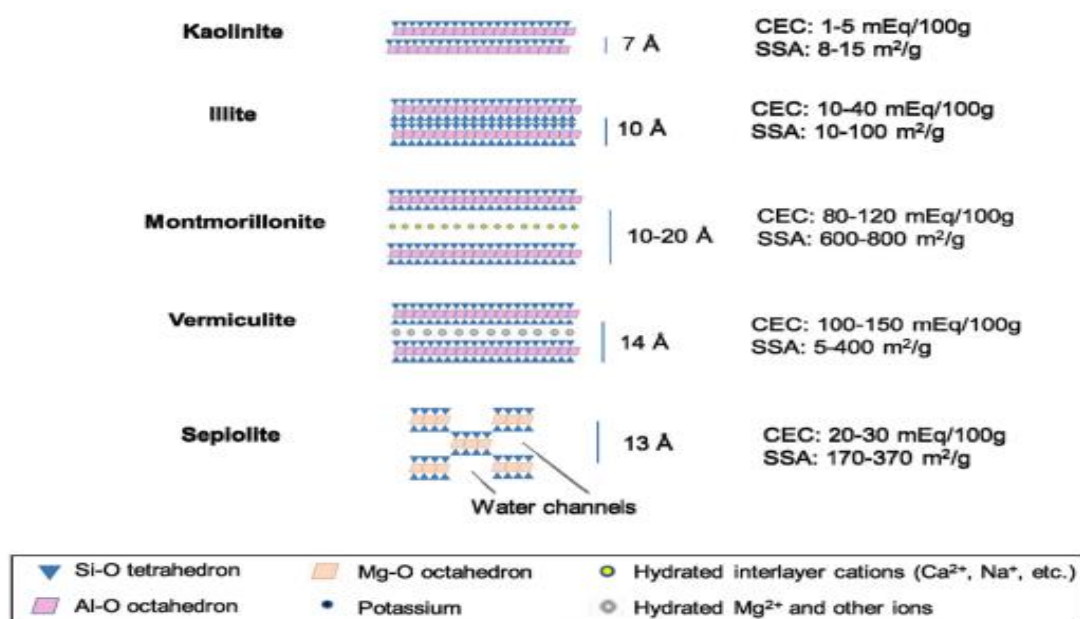 Kaolinite
7 Å
CEC: 1-5 mEq/100g
SSA: 8-15 m²/g
Illite
10 Å
CEC: 10-40 mEq/100g
SSA: 10-100 m²/g
Montmorillonite
10-20 Å
CEC: 80-120 mEq/100g
SSA: 600-800 m²/g
Vermiculite
14 Å
CEC: 100-150 mEq/100g
SSA: 5-400 m²/g
Sepiolite
13 Å
CEC: 20-30 mEq/100g
SSA: 170-370 m²/g
Water channels
Si-O tetrahedron
Mg-O octahedron
Hydrated interlayer cations (Ca²⁺, Na⁺, etc.)
Al-O octahedron
Potassium
Hydrated Mg²⁺ and other ions